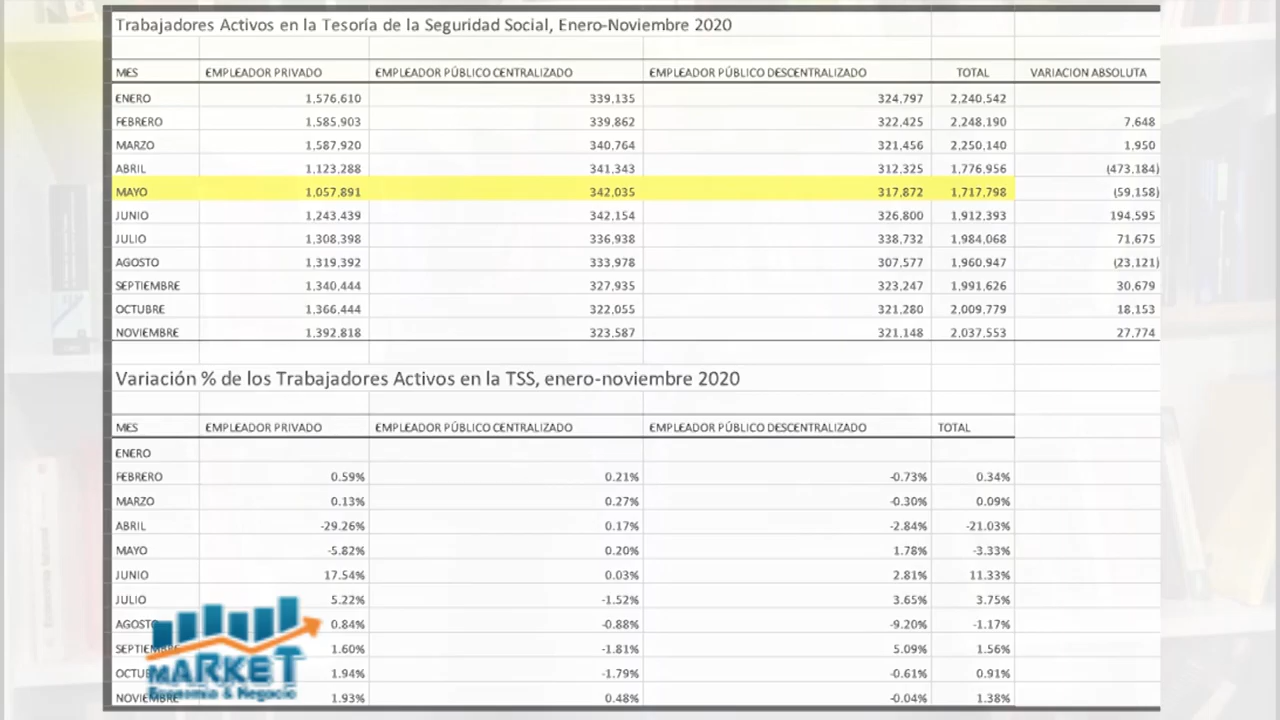 Trabajadores Activos en la Tesoría de la Seguridad Social, Enero-Noviembre 2020
MES EMPLEADOR PRIVADO EMPLEADOR PÚBLICO CENTRALIZADO EMPLEADOR PÚBLICO DESCENTRALIZADO TOTAL VARIACION ABSOLUTA
ENERO 1,576,610 339,135 324,797 2,240,542
FEBRERO 1,585,903 339,862 322,425 2,248,190 7,648
MARZO 1,587,920 340,764 321,456 2,250,140 1,950
ABRIL 1,123,288 341,343 312,325 1,776,956 (473,184)
MAYO 1,057,891 342,035 317,872 1,717,798 (59,158)
JUNIO 1,243,439 342,154 326,800 1,912,393 194,595
JULIO 1,308,398 336,938 338,732 1,984,068 71,675
AGOSTO 1,319,392 333,978 307,577 1,960,947 (23,121)
SEPTIEMBRE 1,340,444 327,935 323,247 1,991,626 30,679
OCTUBRE 1,366,444 322,055 321,280 2,009,779 18,153
NOVIEMBRE 1,392,818 323,587 321,148 2,037,553 27,774
Variación % de los Trabajadores Activos en la TSS, enero-noviembre 2020
MES EMPLEADOR PRIVADO EMPLEADOR PÚBLICO CENTRALIZADO EMPLEADOR PÚBLICO DESCENTRALIZADO TOTAL
ENERO
FEBRERO 0.59% 0.21% -0.73% 0.34%
MARZO 0.13% 0.27% -0.30% 0.09%
ABRIL -29.26% 0.17% -2.84% -21.03%
MAYO -5.82% 0.20% 1.78% -3.33%
JUNIO 17.54% 0.03% 2.81% 11.33%
JULIO 5.22% -1.52% 3.65% 3.75%
AGOSTO 0.84% -0.88% -9.20% -1.17%
SEPTIEMBRE 1.60% -1.81% 5.09% 1.56%
OCTU 1.94% -1.79% -0.61% 0.91%
NOVIEMBRE 1.93% 0.48% -0.04% 1.38%
MARKET
Economía & Negocio